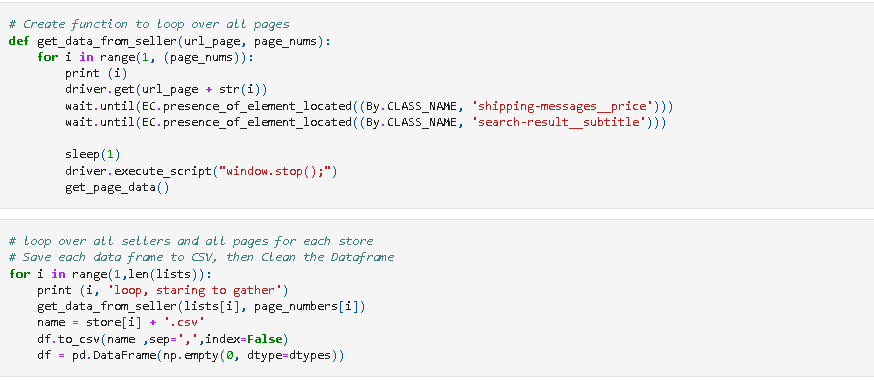 # Create function to loop over all pages
def get_data_from_seller(url_page, page_nums):
    for i in range(1, (page_nums)):
        print (i)
        driver.get(url_page + str(i))
        wait.until(EC.presence_of_element_located((By.CLASS_NAME, 'shipping-messages__price')))
        wait.until(EC.presence_of_element_located((By.CLASS_NAME, 'search-result__subtitle')))
        sleep(1)
        driver.execute_script("window.stop();")
        get_page_data()
# loop over all sellers and all pages for each store
# Save each data frame to CSV, then Clean the Dataframe
for i in range(1,len(lists)):
    print (i, 'loop, staring to gather')
    get_data_from_seller(lists[i], page_numbers[i])
    name = store[i] + '.csv'
    df.to_csv(name ,sep=',',index=False)
    df = pd.DataFrame(np.empty(0, dtype=dtypes))